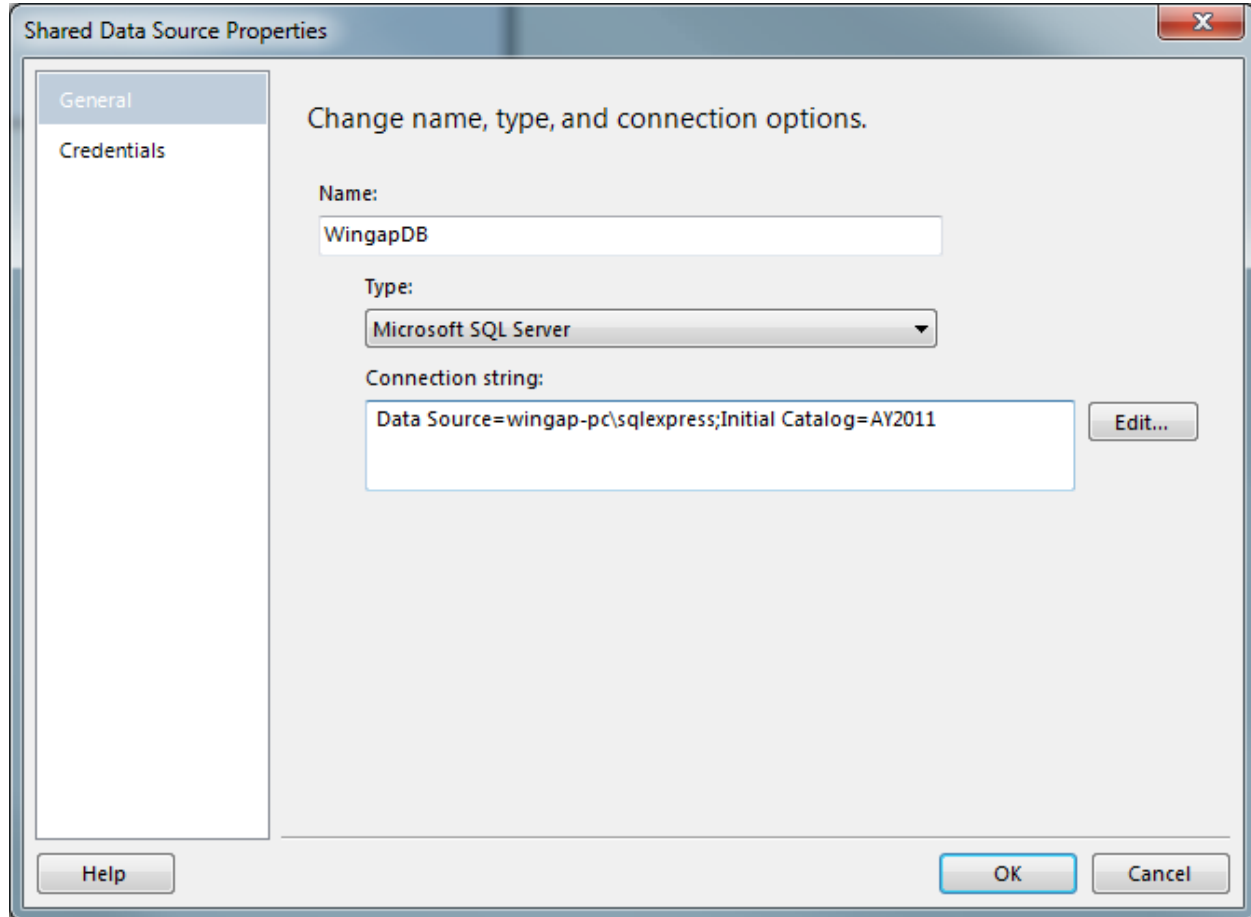 Shared Data Source Properties
General
Credentials
Change name, type, and connection options.
Name:
WingapDB
Type:
Microsoft SQL Server
Connection string:
Data Source=wingap-pc\sqlexpress;Initial Catalog=AY2011
Edit...
Help
OK
Cancel